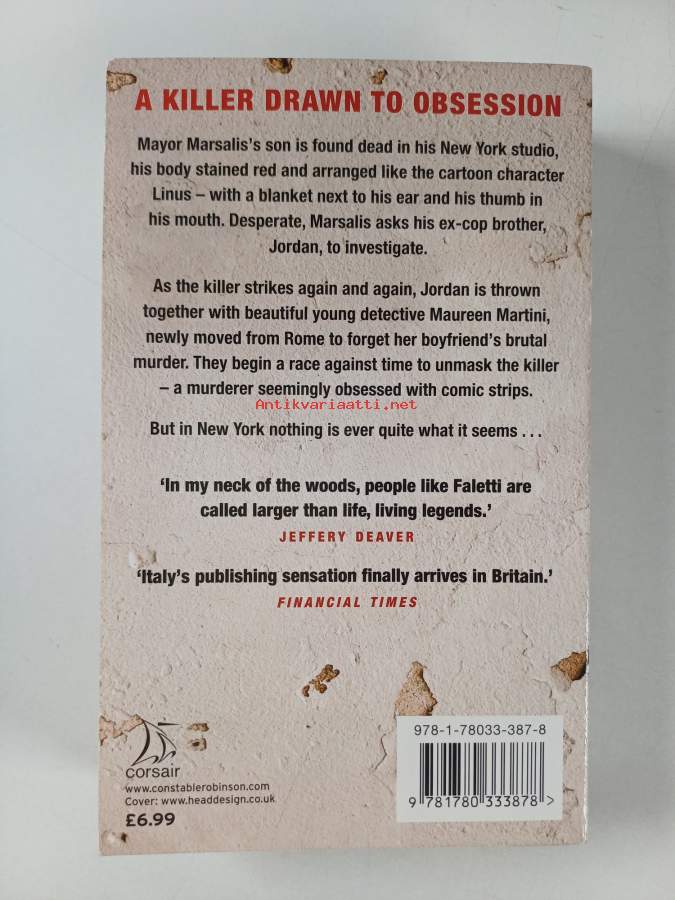 A KILLER DRAWN TO OBSESSION
Mayor Marsalis's son is found dead in his New York studio,
his body stained red and arranged like the cartoon character
Linus – with a blanket next to his ear and his thumb in
his mouth. Desperate, Marsalis asks his ex-cop brother,
Jordan, to investigate.
As the killer strikes again and again, Jordan is thrown
together with beautiful young detective Maureen Martini,
newly moved from Rome to forget her boyfriend's brutal
murder. They begin a race against time to unmask the killer
– a murderer seemingly obsessed with comic strips.
Antikvariaatti.net
But in New York nothing is ever quite what it seems . . .
'In my neck of the woods, people like Faletti are
called larger than life, living legends.'
JEFFERY DEAVER
'Italy's publishing sensation finally arrives in Britain.'
FINANCIAL TIMES
corsair
www.constablerobinson.com
Cover: www.headdesign.co.uk
£6.99
978-1-78033-387-8
9 781780 333878 >